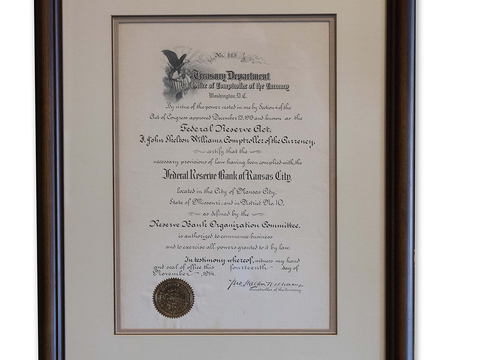 Treasury Department
Office of Comptroller of the Currency
Washington, D.C.
By virtue of the power vested in me by Section 4 of the
Act of Congress approved December 23, 1913 and known as the
Federal Reserve Act,
I, John Skelton Williams, Comptroller of the Currency,
certify that the
necessary provisions of law having been complied with, the
Federal Reserve Bank of Kansas City,
located in the City of Kansas City,
State of Missouri, and in District No. 10,
as defined by the
Reserve Bank Organization Committee,
is authorized to commence business
and to exercise all powers granted to it by law.
In testimony whereof, witness my hand
and seal of office this fourteenth day of
November 1914.
Jno. Skelton Williams
Comptroller of the Currency